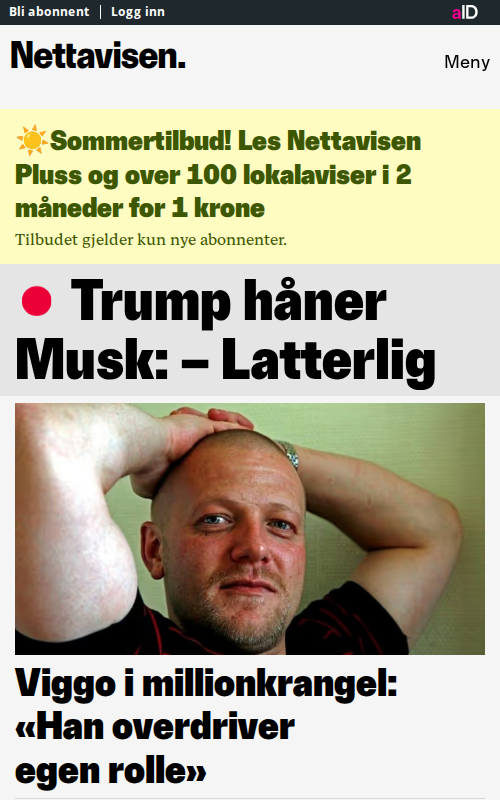 Bli abonnent | Logg inn
aID
Nettavisen.
Meny
☀️Sommertilbud! Les Nettavisen
Pluss og over 100 lokalaviser i 2
måneder for 1 krone
Tilbudet gjelder kun nye abonnenter.
Trump håner
Musk: – Latterlig
Viggo i millionkrangel:
«Han overdriver
egen rolle»